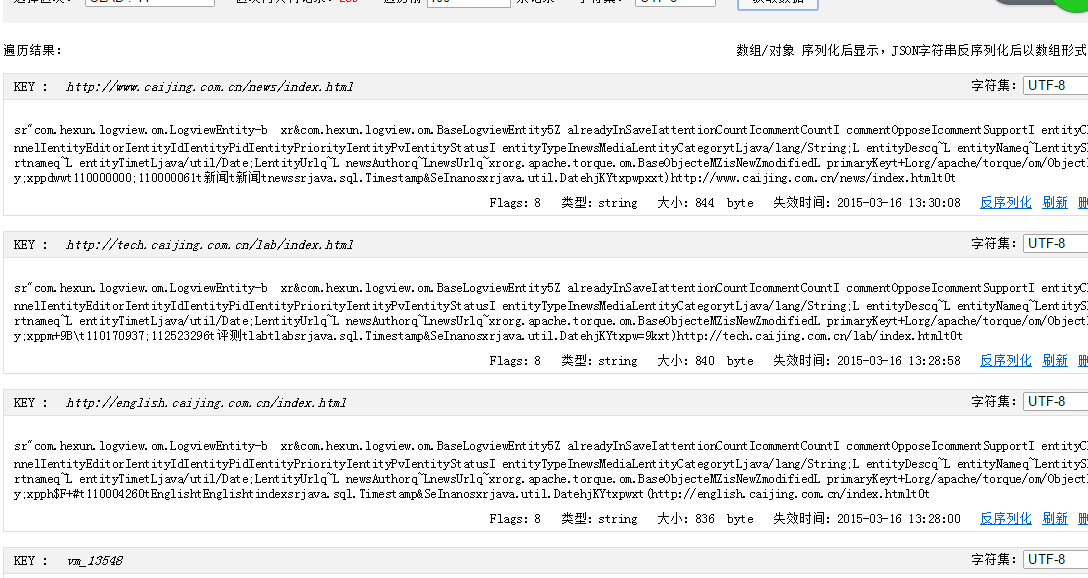 遍历结果: 数组/对象 序列化后显示，JSON字符串反序列化后以数组形式
KEY : http://www.caijing.com.cn/news/index.html 字符集: UTF-8
sr~com.hexun.logview.om.LogviewEntity-b xr&com.hexun.logview.om.BaseLogviewEntity5Z alreadyInSaveIattentionCountIcommentCountI commentOpposeIcommentSupportI
nnelIentityEditorIentityIdIentityPidIentityPriorityIentityPvIentityStatusI entityTypeInewsMediaLentityCategorytLjava/lang/String;L entityDescq~L entityNameq~LentityS
rtnameq~L entityTimetLjava/util/Date;LentityUrlq~L newsAuthorq~LnewsUrlq~xrorg.apache.torque.om.BaseObjecteMZisNewZmodifiedL primaryKeyt+Lorg/apache/torque/om/Object
y;xppdwwt110000000;110000061t新闻t新闻tnewssrjava.sql.Timestamp&SeInanosxrjava.util.DatehjKYtxpwpxxt)http://www.caijing.com.cn/news/index.htmlt0t
Flags: 8 类型: string 大小: 844 byte 失效时间: 2015-03-16 13:30:08 反序列化 刷新
KEY : http://tech.caijing.com.cn/lab/index.html 字符集: UTF-8
sr~com.hexun.logview.om.LogviewEntity-b xr&com.hexun.logview.om.BaseLogviewEntity5Z alreadyInSaveIattentionCountIcommentCountI commentOpposeIcommentSupportI
nnelIentityEditorIentityIdIentityPidIentityPriorityIentityPvIentityStatusI entityTypeInewsMediaLentityCategorytLjava/lang/String;L entityDescq~L entityNameq~LentityS
rtnameq~L entityTimetLjava/util/Date;LentityUrlq~L newsAuthorq~LnewsUrlq~xrorg.apache.torque.om.BaseObjecteMZisNewZmodifiedL primaryKeyt+Lorg/apache/torque/om/Object
y;xppm+9B\t110170937;112523296t评测tlabtlabsrjava.sql.Timestamp&SeInanosxrjava.util.DatehjKYtxpw=9kxt)http://tech.caijing.com.cn/lab/index.htmlt0t
Flags: 8 类型: string 大小: 840 byte 失效时间: 2015-03-16 13:28:58 反序列化 刷新
KEY : http://english.caijing.com.cn/index.html 字符集: UTF-8
sr~com.hexun.logview.om.LogviewEntity-b xr&com.hexun.logview.om.BaseLogviewEntity5Z alreadyInSaveIattentionCountIcommentCountI commentOpposeIcommentSupportI
nnelIentityEditorIentityIdIentityPidIentityPriorityIentityPvIentityStatusI entityTypeInewsMediaLentityCategorytLjava/lang/String;L entityDescq~L entityNameq~LentityS
rtnameq~L entityTimetLjava/util/Date;LentityUrlq~L newsAuthorq~LnewsUrlq~xrorg.apache.torque.om.BaseObjecteMZisNewZmodifiedL primaryKeyt+Lorg/apache/torque/om/Object
y;xpph$F+#t110004260tEnglishtEnglishtindexsrjava.sql.Timestamp&SeInanosxrjava.util.DatehjKYtxpwxt(http://english.caijing.com.cn/index.htmlt0t
Flags: 8 类型: string 大小: 836 byte 失效时间: 2015-03-16 13:28:00 反序列化 刷新
KEY : vm_13548 字符集: UTF-8